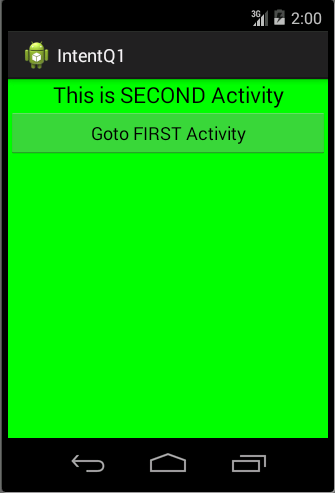 3G 2:00
IntentQ1
This is SECOND Activity
Goto FIRST Activity